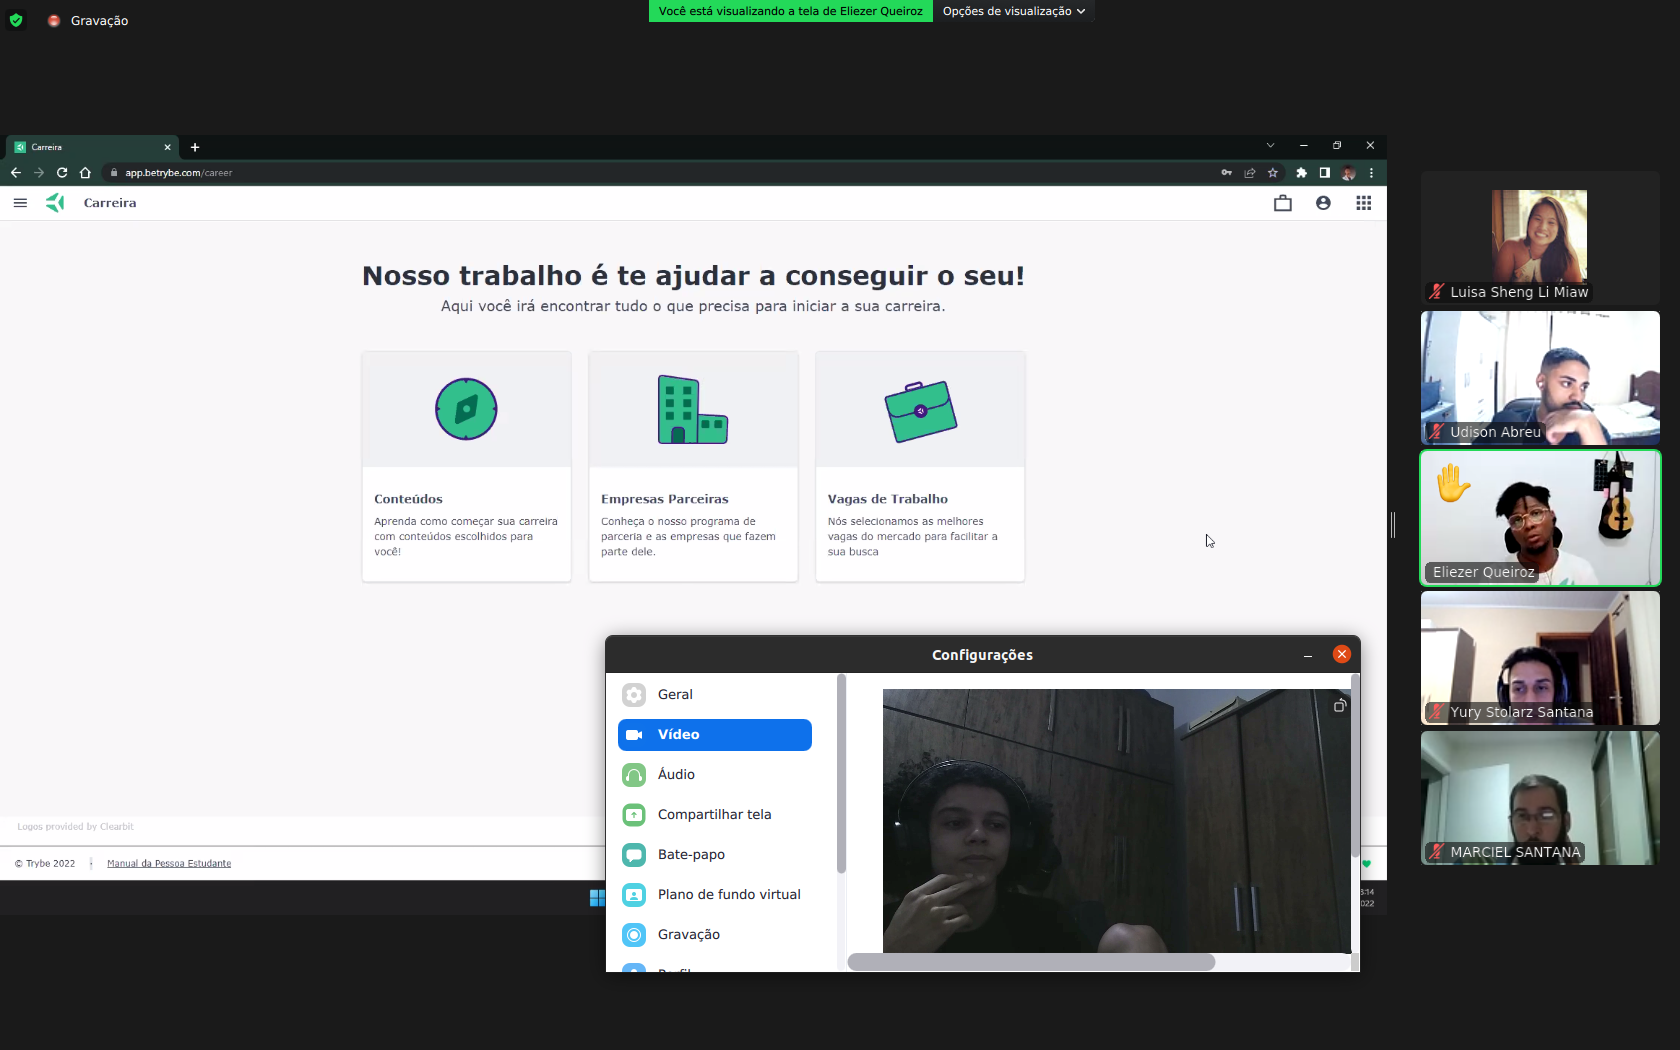 Gravação
Você está visualizando a tela de Eliezer Queiroz
Opções de visualização
Carreira
app.betrybe.com/career
Carreira
Nosso trabalho é te ajudar a conseguir o seu!
Aqui você irá encontrar tudo o que precisa para iniciar a sua carreira.
Conteúdos
Aprenda como começar sua carreira
com conteúdos escolhidos para
você!
Empresas Parceiras
Conheça o nosso programa de
parceria e as empresas que fazem
parte dele.
Vagas de Trabalho
Nós selecionamos as melhores
vagas do mercado para facilitar a
sua busca
Logos provided by Clearbit
© Trybe 2022
Manual da Pessoa Estudante
Configurações
Geral
Vídeo
Áudio
Compartilhar tela
Bate-papo
Plano de fundo virtual
Gravação
Perfil
3:14
022
Luisa Sheng Li Miaw
Udison Abreu
Eliezer Queiroz
Yury Stolarz Santana
MARCIEL SANTANA